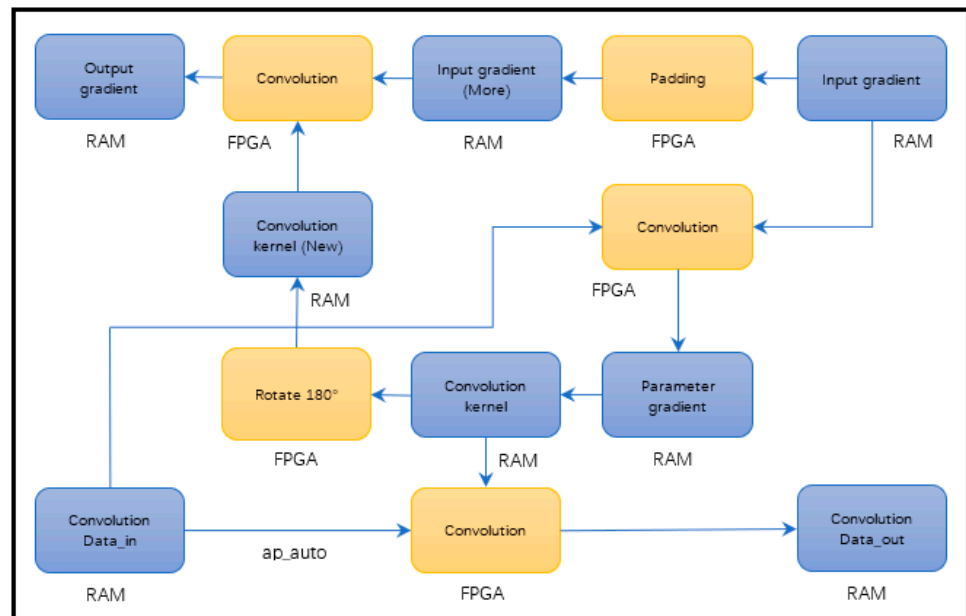 Output
gradient
Convolution
Input gradient
(More)
Padding
Input gradient
RAM
FPGA
RAM
FPGA
RAM
Convolution
kernel (New)
Convolution
RAM
FPGA
Rotate 180°
Convolution
kernel
Parameter
gradient
FPGA
RAM
RAM
Convolution
Data_in
ap_auto
Convolution
Convolution
Data_out
RAM
FPGA
RAM